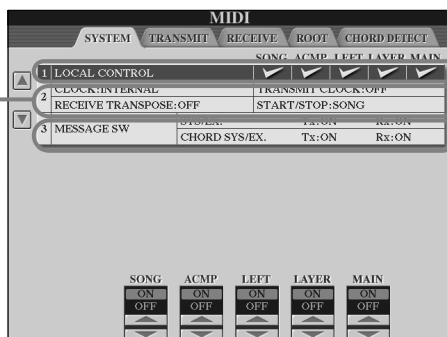 MIDI
SYSTEM TRANSMIT RECEIVE ROOT CHORD DETECT
SONG ACMP LEFT LAYER MAIN
1 LOCAL CONTROL
2 CLOCK:INTERNAL TRANSMIT CLOCK:OFF
RECEIVE TRANSPOSE:OFF START/STOP:SONG
3 MESSAGE SW SYS/EX. Tx:ON Rx:ON
CHORD SYS/EX. Tx:ON Rx:ON
SONG ACMP LEFT LAYER MAIN
ON ON ON ON ON
OFF OFF OFF OFF OFF